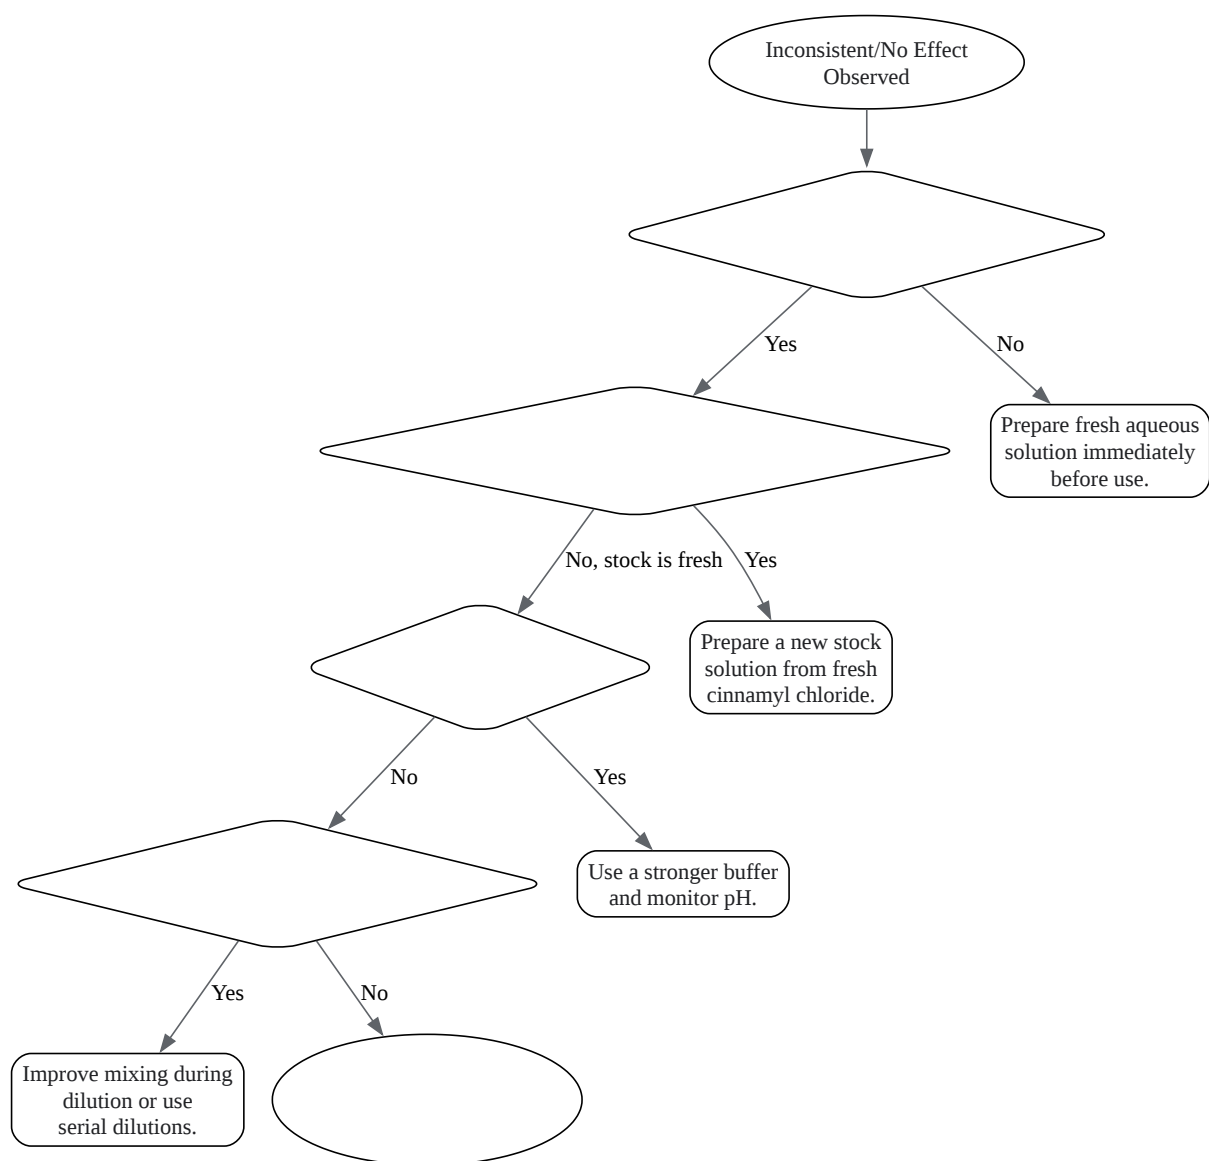 Inconsistent/No Effect
Observed
Yes
No
Prepare fresh aqueous
solution immediately
before use.
No, stock is fresh
Yes
Prepare a new stock
solution from fresh
cinnamyl chloride.
No
Yes
Use a stronger buffer
and monitor pH.
Yes
No
Improve mixing during
dilution or use
serial dilutions.